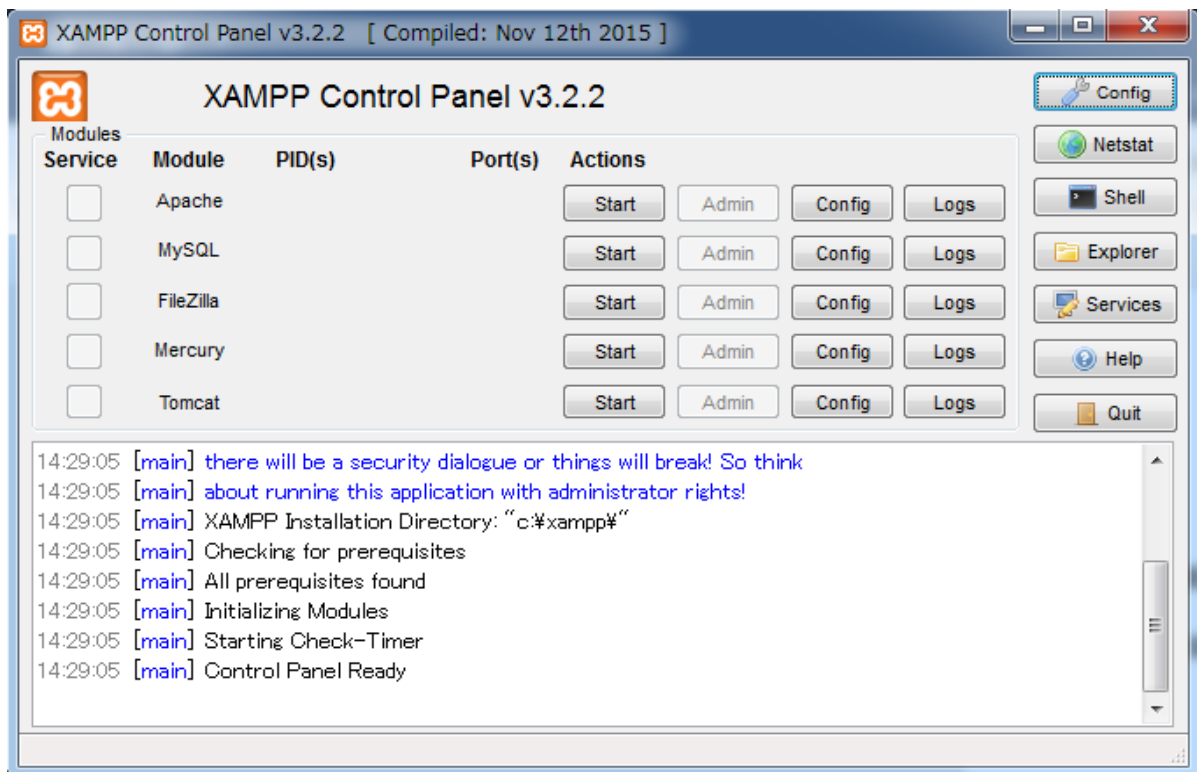 XAMPP Control Panel v3.2.2 [ Compiled: Nov 12th 2015 ]
XAMPP Control Panel v3.2.2
Config
Modules
Service Module PID(s) Port(s) Actions
Netstat
Apache Start Admin Config Logs
Shell
MySQL Start Admin Config Logs
Explorer
FileZilla Start Admin Config Logs
Services
Mercury Start Admin Config Logs
Help
Tomcat Start Admin Config Logs
Quit
14:29:05 [main] there will be a security dialogue or things will break! So think
14:29:05 [main] about running this application with administrator rights!
14:29:05 [main] XAMPP Installation Directory: "c:¥xampp¥"
14:29:05 [main] Checking for prerequisites
14:29:05 [main] All prerequisites found
14:29:05 [main] Initializing Modules
14:29:05 [main] Starting Check-Timer
14:29:05 [main] Control Panel Ready